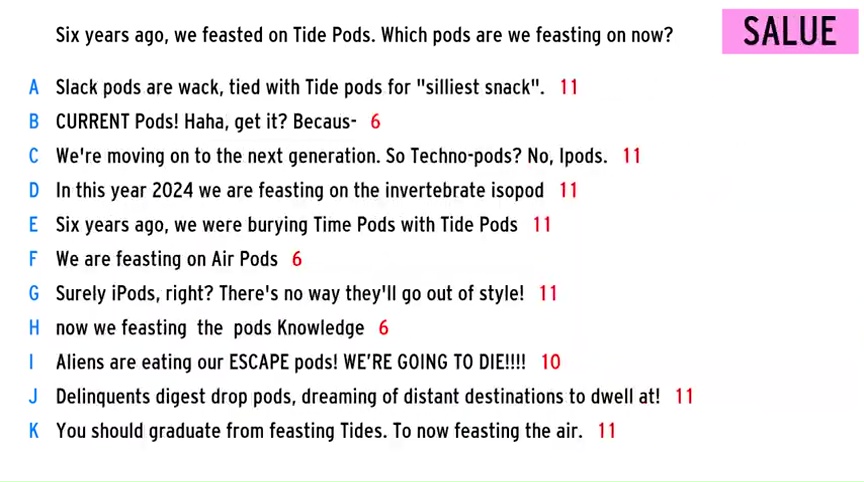 Six years ago, we feasted on Tide Pods. Which pods are we feasting on now?
SALUE
A Slack pods are wack, tied with Tide pods for "silliest snack". 11
B CURRENT Pods! Haha, get it? Becaus- 6
C We're moving on to the next generation. So Techno-pods? No, Ipods. 11
D In this year 2024 we are feasting on the invertebrate isopod 11
E Six years ago, we were burying Time Pods with Tide Pods 11
F We are feasting on Air Pods 6
G Surely iPods, right? There's no way they'll go out of style! 11
H now we feasting the pods Knowledge 6
I Aliens are eating our ESCAPE pods! WE'RE GOING TO DIE!!!! 10
J Delinquents digest drop pods, dreaming of distant destinations to dwell at! 11
K You should graduate from feasting Tides. To now feasting the air. 11